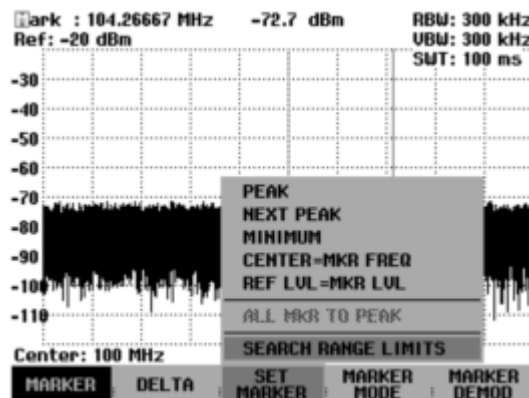 Mark : 104.26667 MHz -72.7 dBm RBW: 300 kHz
Ref: -20 dBm VBW: 300 kHz
SWT: 100 ms
-30
-40
-50
-60
-70
-80
-90
-100
-110
PEAK
NEXT PEAK
MINIMUM
CENTER=MKR FREQ
REF LVL=MKR LVL
ALL MKR TO PEAK
SEARCH RANGE LIMITS
Center: 100 MHz
MARKER DELTA SET MARKER MARKER MODE MARKER DEMOD